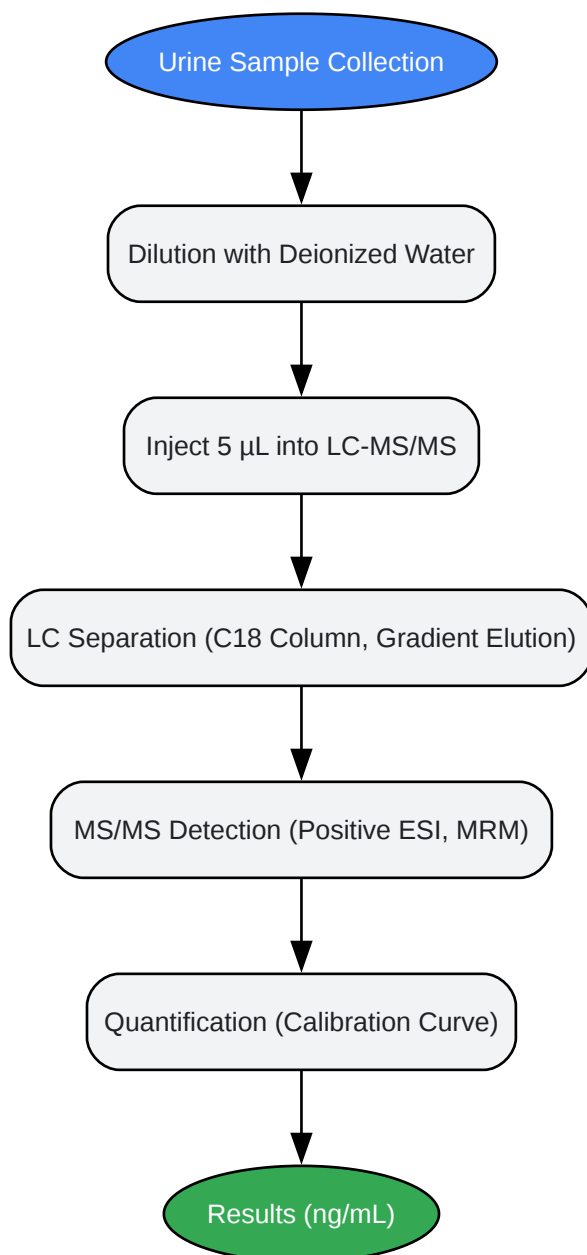 Urine Sample Collection
Dilution with Deionized Water
Inject 5 µL into LC-MS/MS
LC Separation (C18 Column, Gradient Elution)
MS/MS Detection (Positive ESI, MRM)
Quantification (Calibration Curve)
Results (ng/mL)